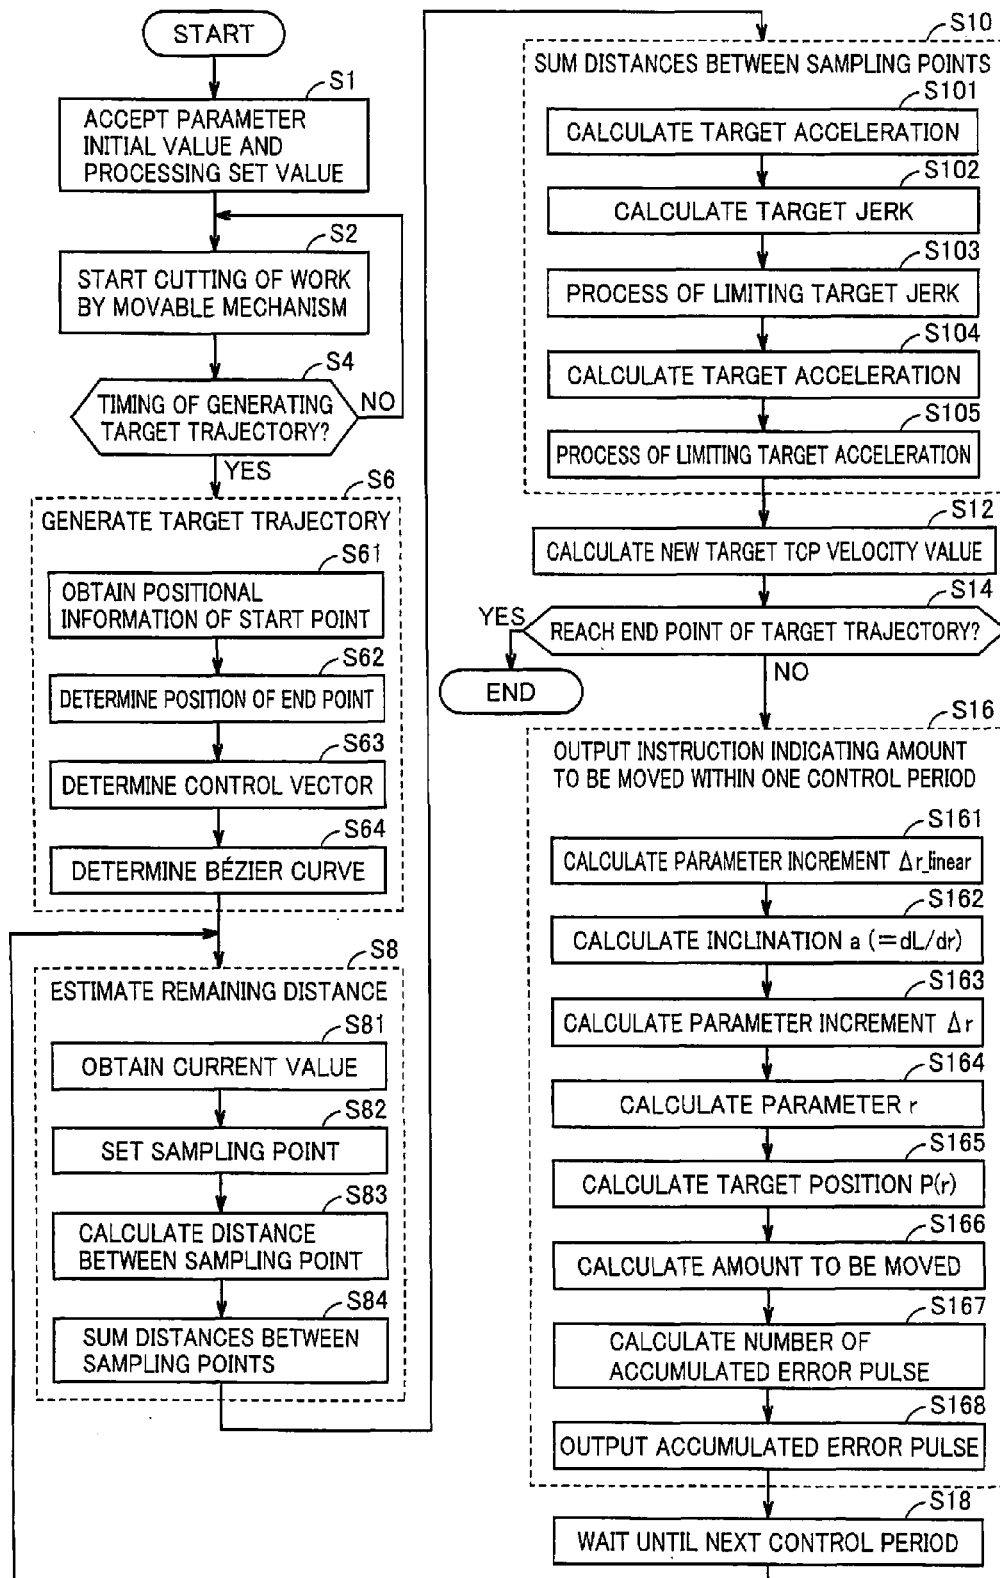 START
S1
ACCEPT PARAMETER
INITIAL VALUE AND
PROCESSING SET VALUE
S2
START CUTTING OF WORK
BY MOVABLE MECHANISM
S4
TIMING OF GENERATING
TARGET TRAJECTORY?
NO
YES
S6
GENERATE TARGET TRAJECTORY
S61
OBTAIN POSITIONAL
INFORMATION OF START POINT
S62
DETERMINE POSITION OF END POINT
S63
DETERMINE CONTROL VECTOR
S64
DETERMINE BÉZIER CURVE
S8
ESTIMATE REMAINING DISTANCE
S81
OBTAIN CURRENT VALUE
S82
SET SAMPLING POINT
S83
CALCULATE DISTANCE
BETWEEN SAMPLING POINT
S84
SUM DISTANCES BETWEEN
SAMPLING POINTS
S10
SUM DISTANCES BETWEEN SAMPLING POINTS
S101
CALCULATE TARGET ACCELERATION
S102
CALCULATE TARGET JERK
S103
PROCESS OF LIMITING TARGET JERK
S104
CALCULATE TARGET ACCELERATION
S105
PROCESS OF LIMITING TARGET ACCELERATION
S12
CALCULATE NEW TARGET TCP VELOCITY VALUE
S14
YES
REACH END POINT OF TARGET TRAJECTORY?
END
NO
S16
OUTPUT INSTRUCTION INDICATING AMOUNT
TO BE MOVED WITHIN ONE CONTROL PERIOD
S161
CALCULATE PARAMETER INCREMENT Δr_linear
S162
CALCULATE INCLINATION a (=dL/dr)
S163
CALCULATE PARAMETER INCREMENT Δr
S164
CALCULATE PARAMETER r
S165
CALCULATE TARGET POSITION P(r)
S166
CALCULATE AMOUNT TO BE MOVED
S167
CALCULATE NUMBER OF
ACCUMULATED ERROR PULSE
S168
OUTPUT ACCUMULATED ERROR PULSE
S18
WAIT UNTIL NEXT CONTROL PERIOD